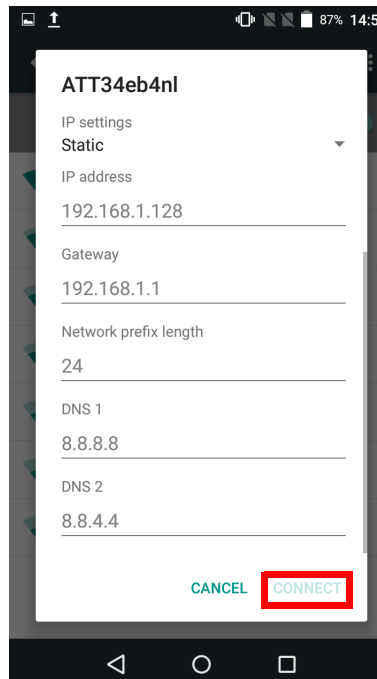 87% 14:5
ATT34eb4nl
IP settings
Static
IP address
192.168.1.128
Gateway
192.168.1.1
Network prefix length
24
DNS 1
8.8.8.8
DNS 2
8.8.4.4
CANCEL CONNECT